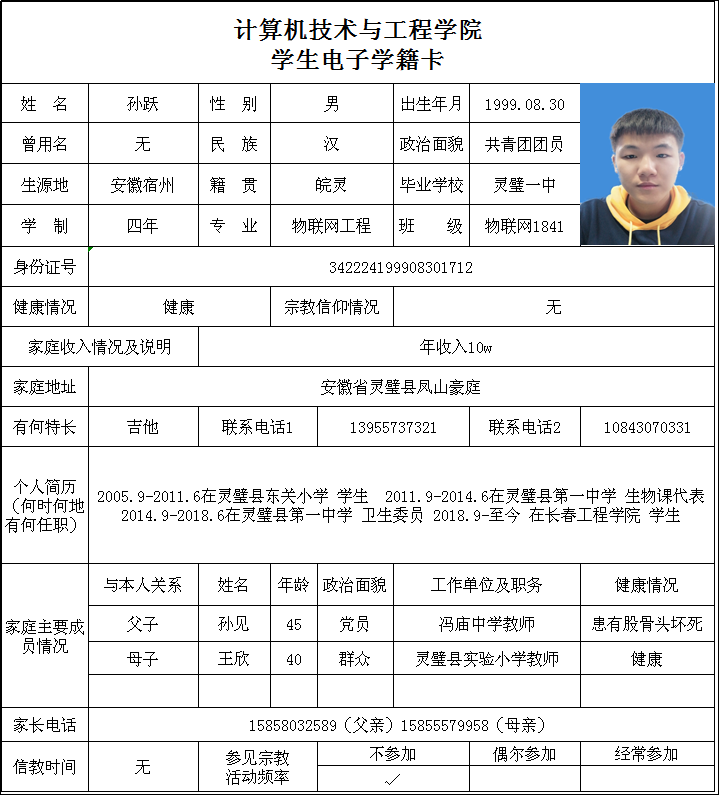 计算机技术与工程学院
学生电子学籍卡
姓 名 孙跃 性 别 男 出生年月 1999.08.30
曾用名 无 民 族 汉 政治面貌 共青团团员
生源地 安徽宿州 籍 贯 皖灵 毕业学校 灵璧一中
学 制 四年 专 业 物联网工程 班 级 物联网1841
身份证号 342224199908301712
健康情况 健康 宗教信仰情况 无
家庭收入情况及说明 年收入10w
家庭地址 安徽省灵璧县凤山豪庭
有何特长 吉他 联系电话1 13955737321 联系电话2 10843070331
个人简历
(何时何地
有何任职)
2005.9-2011.6在灵璧县东关小学 学生 2011.9-2014.6在灵璧县第一中学 生物课代表
2014.9-2018.6在灵璧县第一中学 卫生委员 2018.9-至今 在长春工程学院 学生
家庭主要成
员情况
与本人关系 姓名 年龄 政治面貌 工作单位及职务 健康情况
父子 孙见 45 党员 冯庙中学教师 患有股骨头坏死
母子 王欣 40 群众 灵璧县实验小学教师 健康
家长电话 15858032589（父亲）15855579958（母亲）
信教时间 无 参见宗教
活动频率
不参加 偶尔参加 经常参加
✓